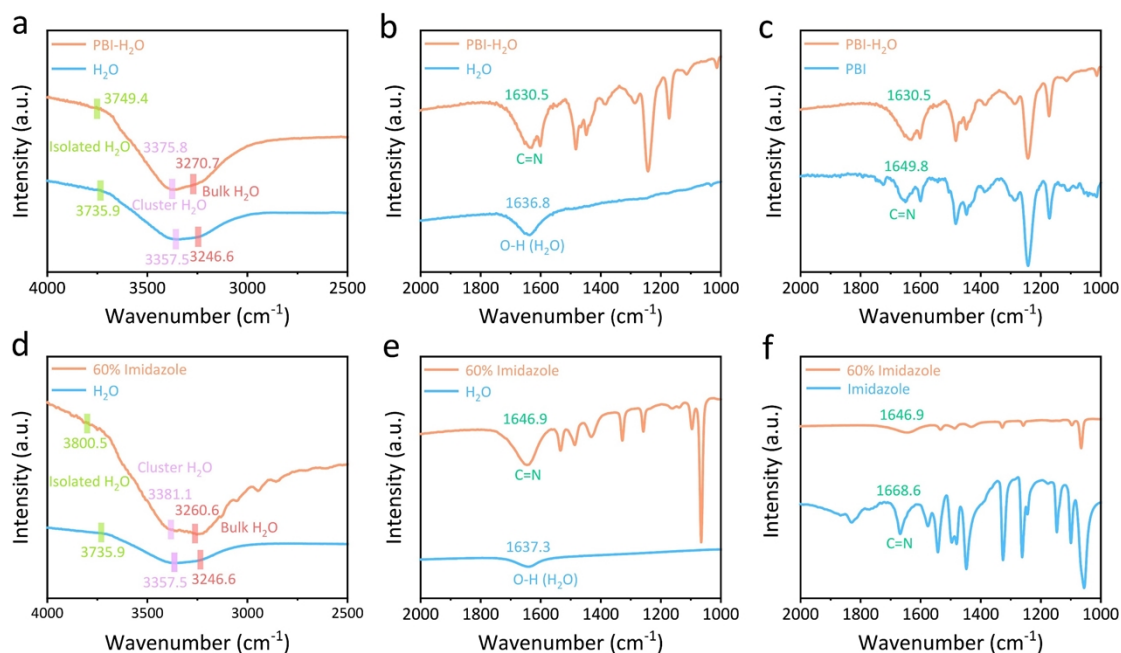 a
PBI-H₂O
H₂O
3749.4
Isolated H₂O
3375.8
3270.7
Bulk H₂O
Cluster H₂O
3735.9
3357.5
3246.6
Intensity (a.u.)
4000 3500 3000 2500
Wavenumber (cm⁻¹)
b
PBI-H₂O
H₂O
1630.5
C=N
1636.8
O-H (H₂O)
Intensity (a.u.)
2000 1800 1600 1400 1200 1000
Wavenumber (cm⁻¹)
c
PBI-H₂O
PBI
1630.5
1649.8
C=N
Intensity (a.u.)
2000 1800 1600 1400 1200 1000
Wavenumber (cm⁻¹)
d
60% Imidazole
H₂O
3800.5
Isolated H₂O
Cluster H₂O
3381.1
3260.6
Bulk H₂O
3735.9
3357.5
3246.6
Intensity (a.u.)
4000 3500 3000 2500
Wavenumber (cm⁻¹)
e
60% Imidazole
H₂O
1646.9
C=N
1637.3
O-H (H₂O)
Intensity (a.u.)
2000 1800 1600 1400 1200 1000
Wavenumber (cm⁻¹)
f
60% Imidazole
Imidazole
1646.9
1668.6
C=N
Intensity (a.u.)
2000 1800 1600 1400 1200 1000
Wavenumber (cm⁻¹)